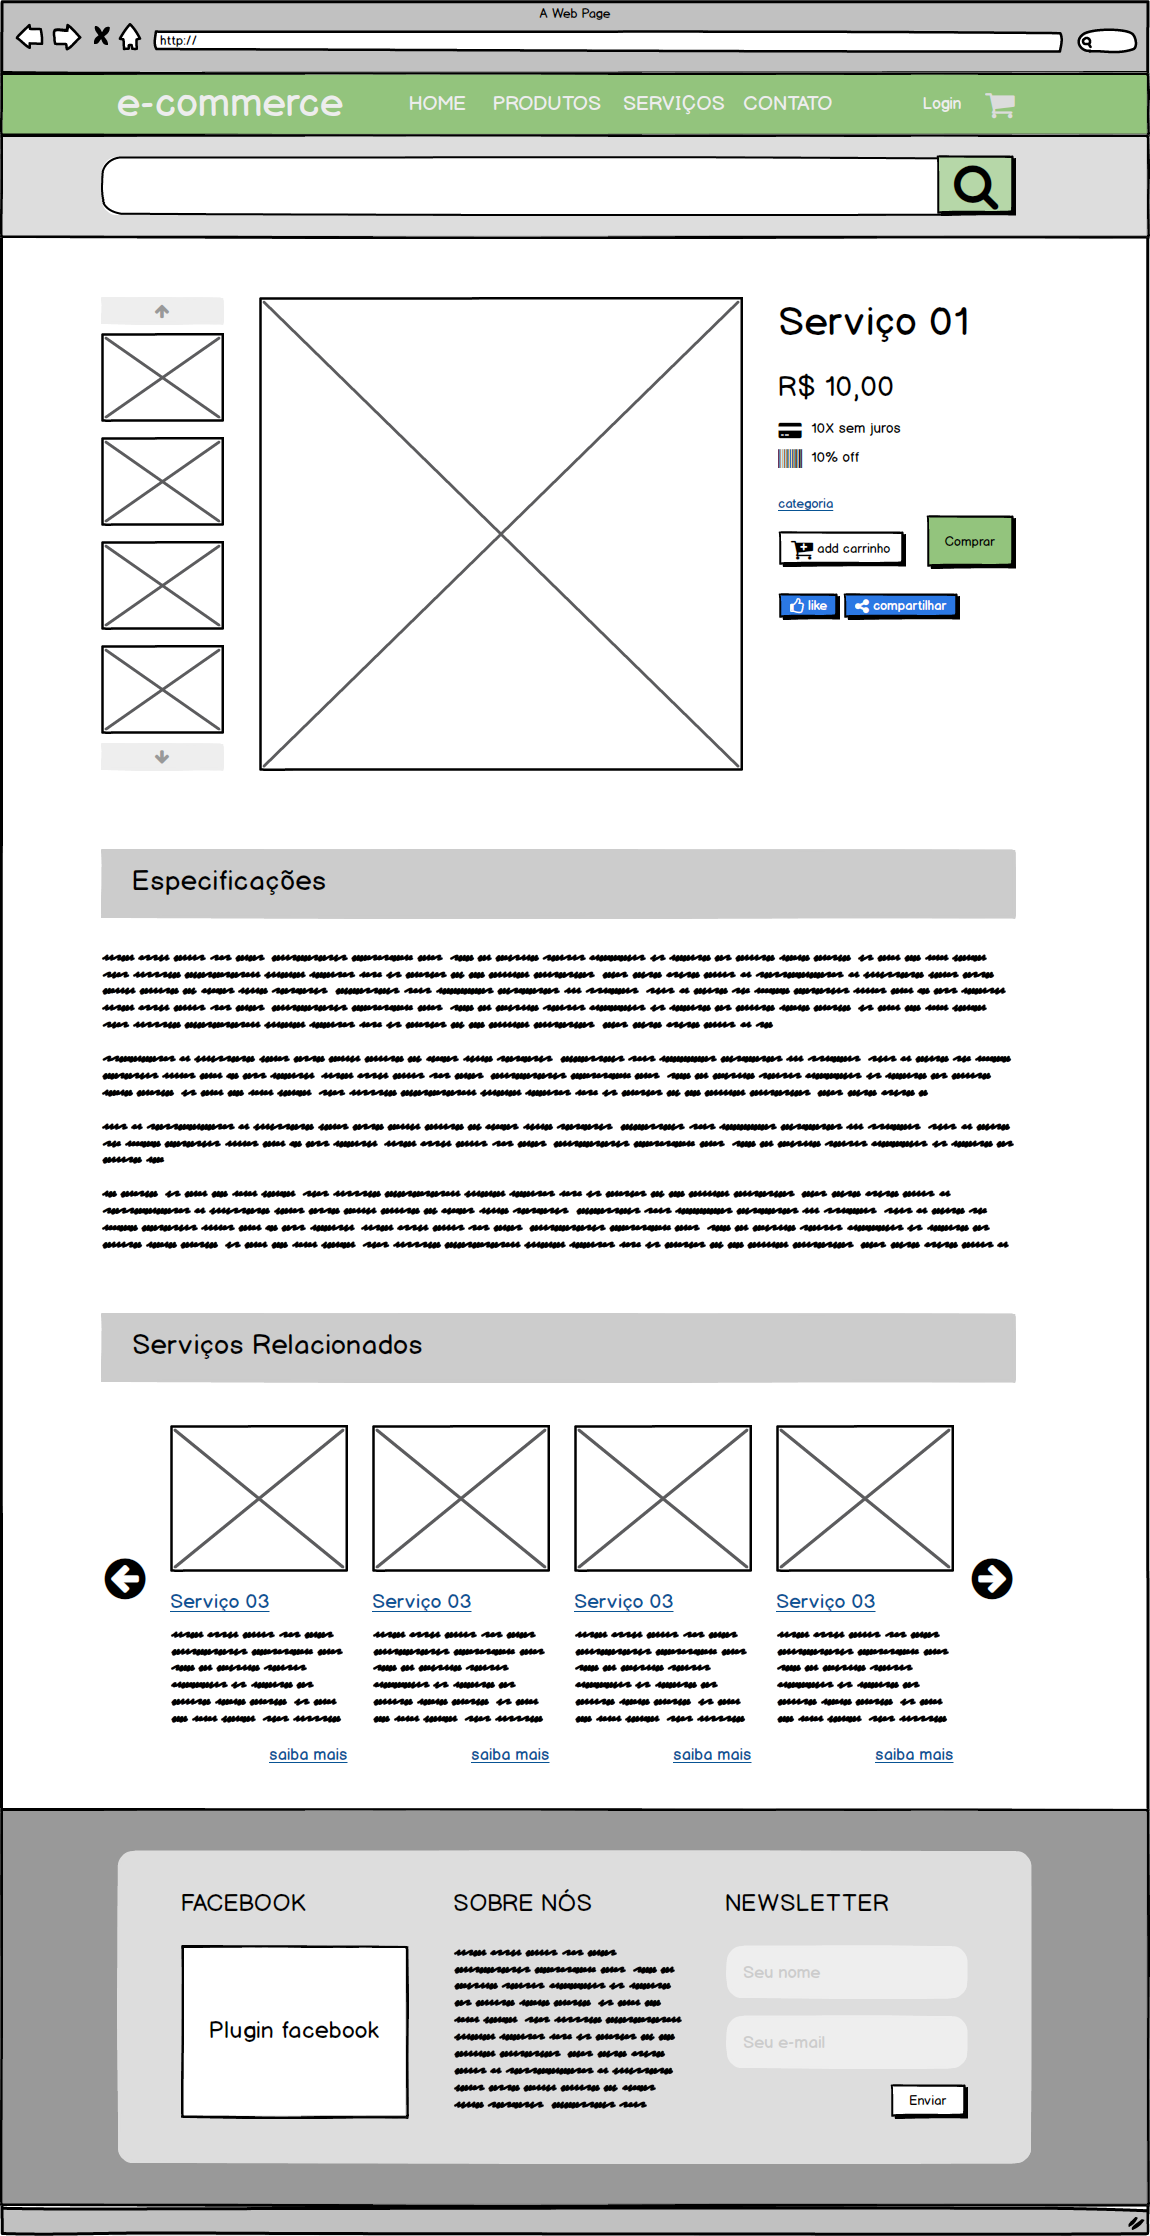 A Web Page
http://
e-commerce HOME PRODUTOS SERVIÇOS CONTATO Login
Serviço 01
R$ 10,00
10X sem juros
10% off
categoria
add carrinho Comprar
like compartilhar
Especificações
Serviços Relacionados
Serviço 03 Serviço 03 Serviço 03 Serviço 03
saiba mais saiba mais saiba mais saiba mais
FACEBOOK
Plugin facebook
SOBRE NÓS
NEWSLETTER
Seu nome
Seu e-mail
Enviar